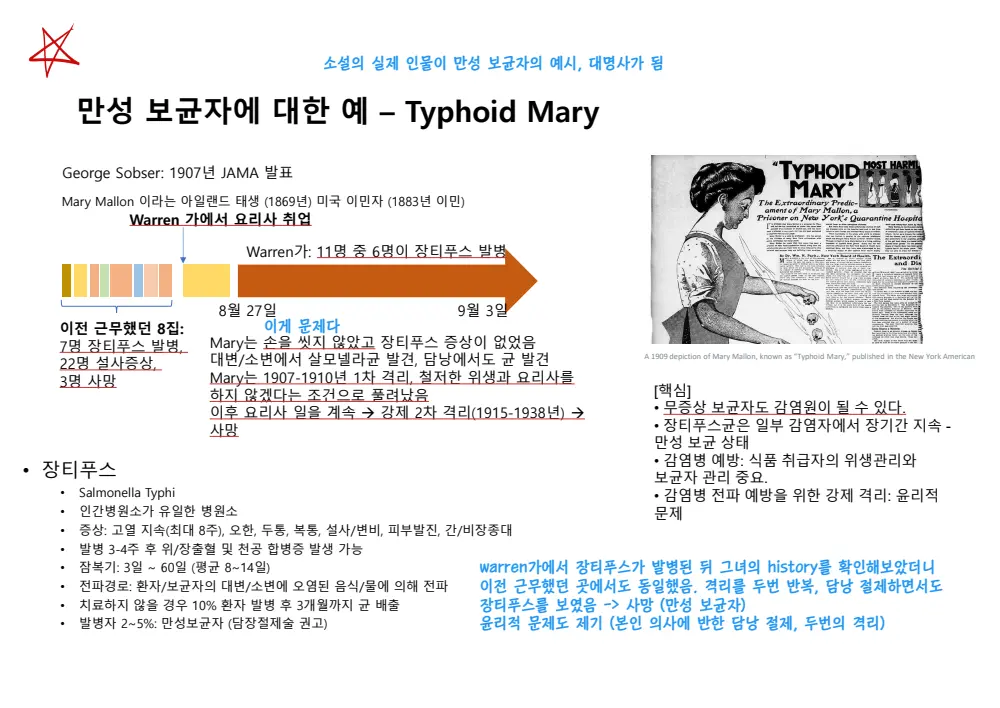 소설의 실제 인물이 만성 보균자의 예시, 대명사가 됨
만성 보균자에 대한 예 – Typhoid Mary
George Sobser: 1907년 JAMA 발표
Mary Mallon 이라는 아일랜드 태생 (1869년) 미국 이민자 (1883년 이민)
Warren 가에서 요리사 취업
Warren가: 11명 중 6명이 장티푸스 발병
8월 27일
9월 3일
이전 근무했던 8집:
7명 장티푸스 발병,
22명 설사증상,
3명 사망
이게 문제다
Mary는 손을 씻지 않았고 장티푸스 증상이 없었음
대변/소변에서 살모넬라균 발견, 담낭에서도 균 발견
Mary는 1907-1910년 1차 격리, 철저한 위생과 요리사를
하지 않겠다는 조건으로 풀려났음
이후 요리사 일을 계속 → 강제 2차 격리(1915-1938년) →
사망
"TYPHOID MARY"
MOST HARML
The Extraordinary Predic-
ament of Mary Mallon, a
Prisoner on New York's Quarantine Hospita
By Dr. Wm. H. Park,
The Extraordi
and Dis
A 1909 depiction of Mary Mallon, known as "Typhoid Mary," published in the New York American
[핵심]
• 무증상 보균자도 감염원이 될 수 있다.
• 장티푸스균은 일부 감염자에서 장기간 지속 -
만성 보균 상태
• 감염병 예방: 식품 취급자의 위생관리와
보균자 관리 중요.
• 감염병 전파 예방을 위한 강제 격리: 윤리적
문제
• 장티푸스
• Salmonella Typhi
• 인간병원소가 유일한 병원소
• 증상: 고열 지속(최대 8주), 오한, 두통, 복통, 설사/변비, 피부발진, 간/비장종대
• 발병 3-4주 후 위/장출혈 및 천공 합병증 발생 가능
• 잠복기: 3일 ~ 60일 (평균 8~14일)
• 전파경로: 환자/보균자의 대변/소변에 오염된 음식/물에 의해 전파
• 치료하지 않을 경우 10% 환자 발병 후 3개월까지 균 배출
• 발병자 2~5%: 만성보균자 (담장절제술 권고)
warren가에서 장티푸스가 발병된 뒤 그녀의 history를 확인해보았더니
이전 근무했던 곳에서도 동일했음. 격리를 두번 반복, 담낭 절제하면서도
장티푸스를 보였음 -> 사망 (만성 보균자)
윤리적 문제도 제기 (본인 의사에 반한 담낭 절제, 두번의 격리)